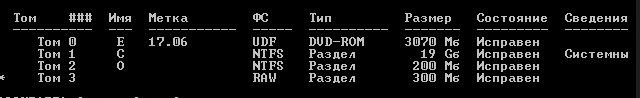 Том ### Имя Метка ФС Тип Размер Состояние Сведения
Том 0 E 17.06 UDF DVD-ROM 3070 Мб Исправен
Том 1 C NTFS Раздел 19 Gб Исправен Системны
Том 2 O NTFS Раздел 200 Мб Исправен
* Том 3 RAW Раздел 300 Мб Исправен